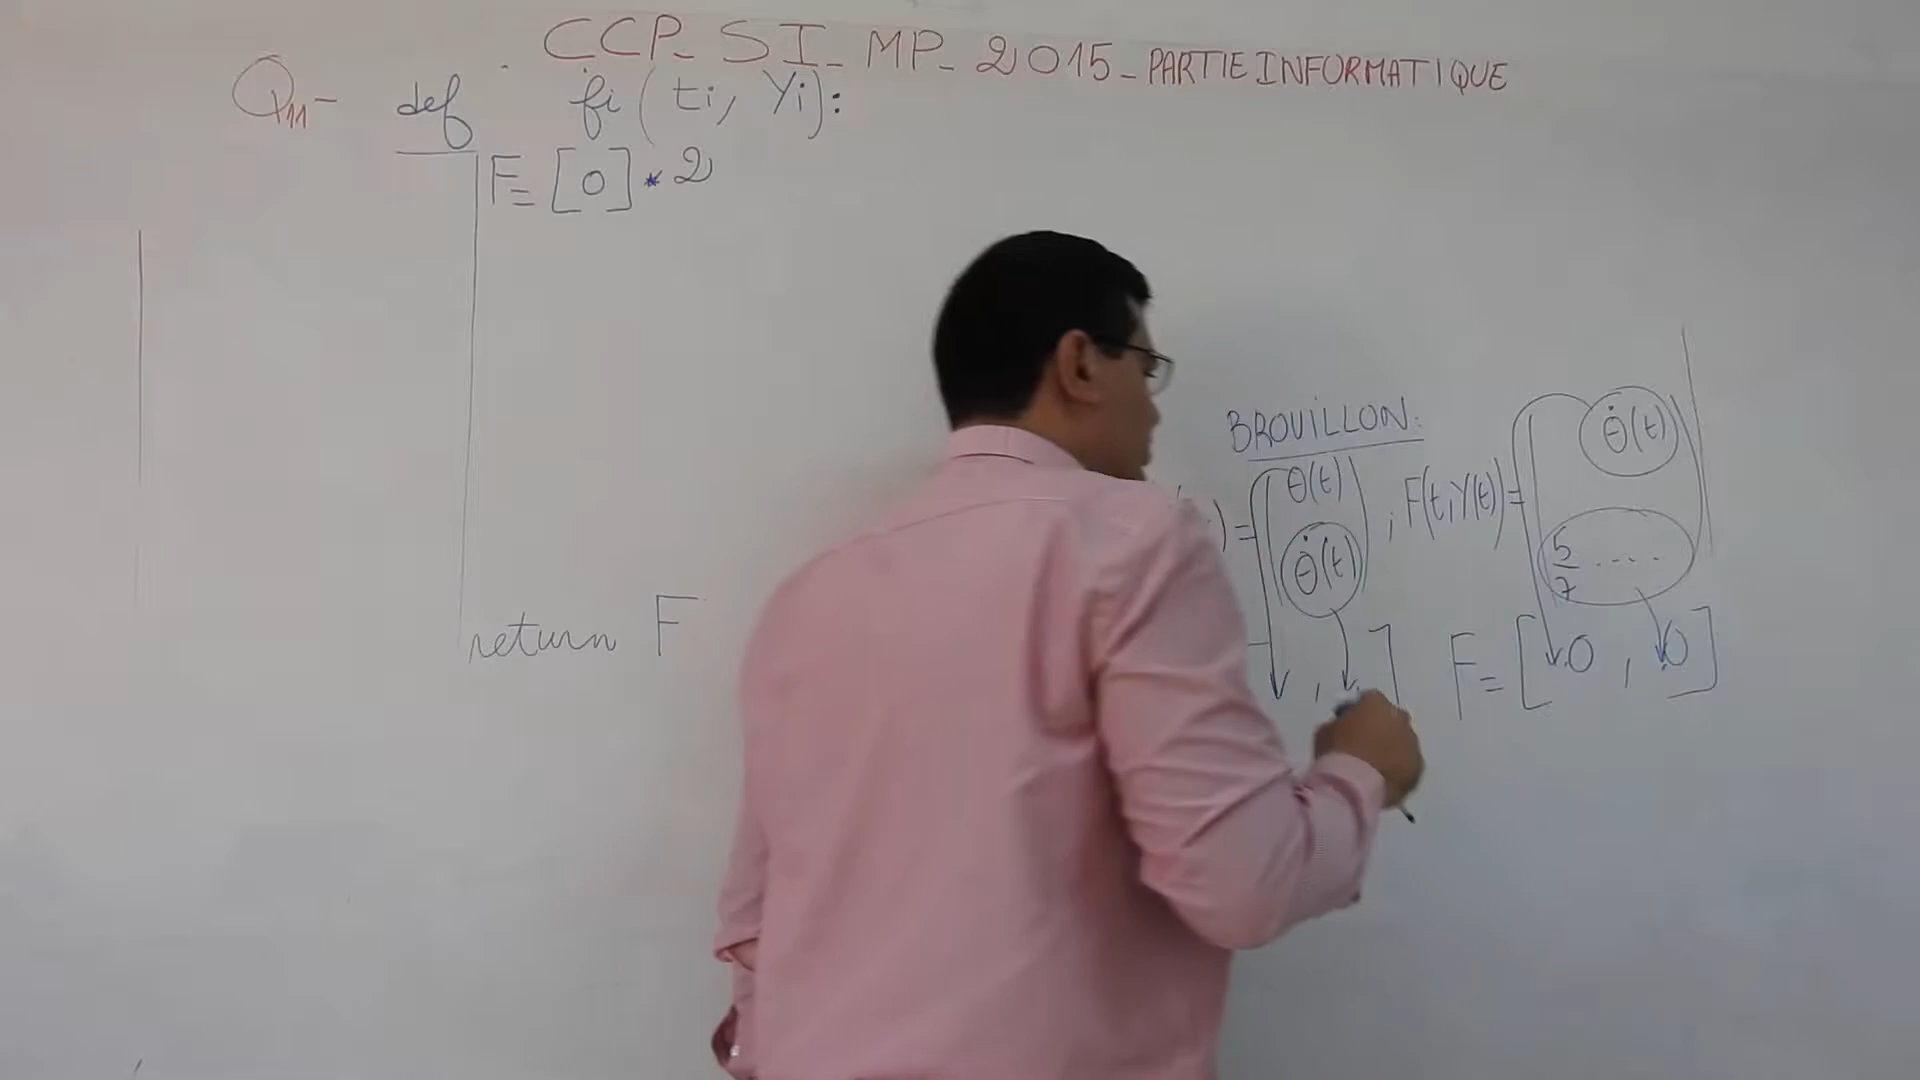 CCP_SI_MP_2015_PARTIE INFORMATIQUE
Q11- def fi(ti, Yi):
F=[0]*2
return F
BROUILLON:
) = ( θ(t) θ̇(t) ) , F(t,Y(t)) = ( θ̇(t) 5/7 .... )
, ] F=[.0 , .0]